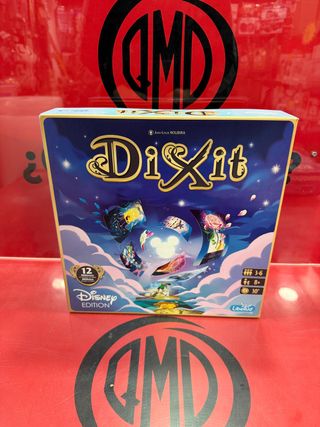 QMD
¿
JEAN-LOUIS ROUBIRA
DiXit
12
DISNEY
EDITION
3-6
8+
30'
Libellud
QMD